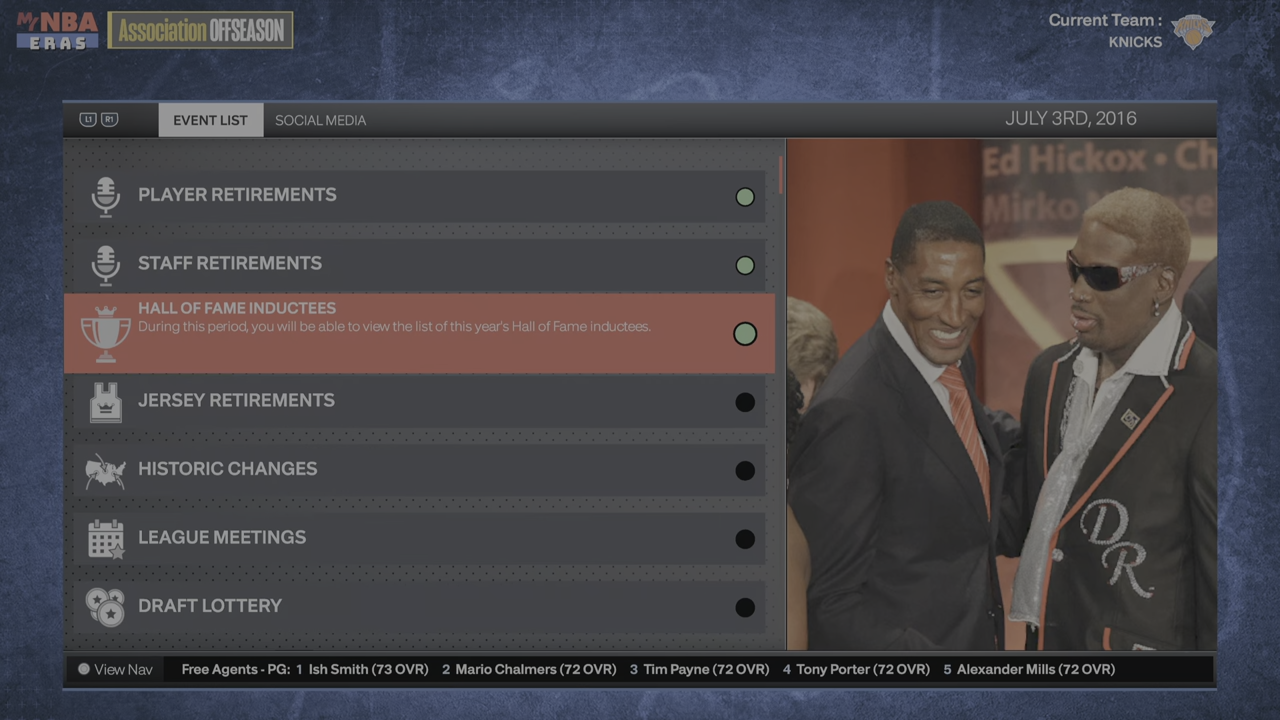 MyNBA
ERAS
Association OFFSEASON
Current Team :
KNICKS
L1 R1
EVENT LIST
SOCIAL MEDIA
JULY 3RD, 2016
PLAYER RETIREMENTS
STAFF RETIREMENTS
HALL OF FAME INDUCTEES
During this period, you will be able to view the list of this year's Hall of Fame inductees.
JERSEY RETIREMENTS
HISTORIC CHANGES
LEAGUE MEETINGS
DRAFT LOTTERY
Ed Hickox • Ch
Mirko
DR
View Nav
Free Agents - PG: 1 Ish Smith (73 OVR) 2 Mario Chalmers (72 OVR) 3 Tim Payne (72 OVR) 4 Tony Porter (72 OVR) 5 Alexander Mills (72 OVR)